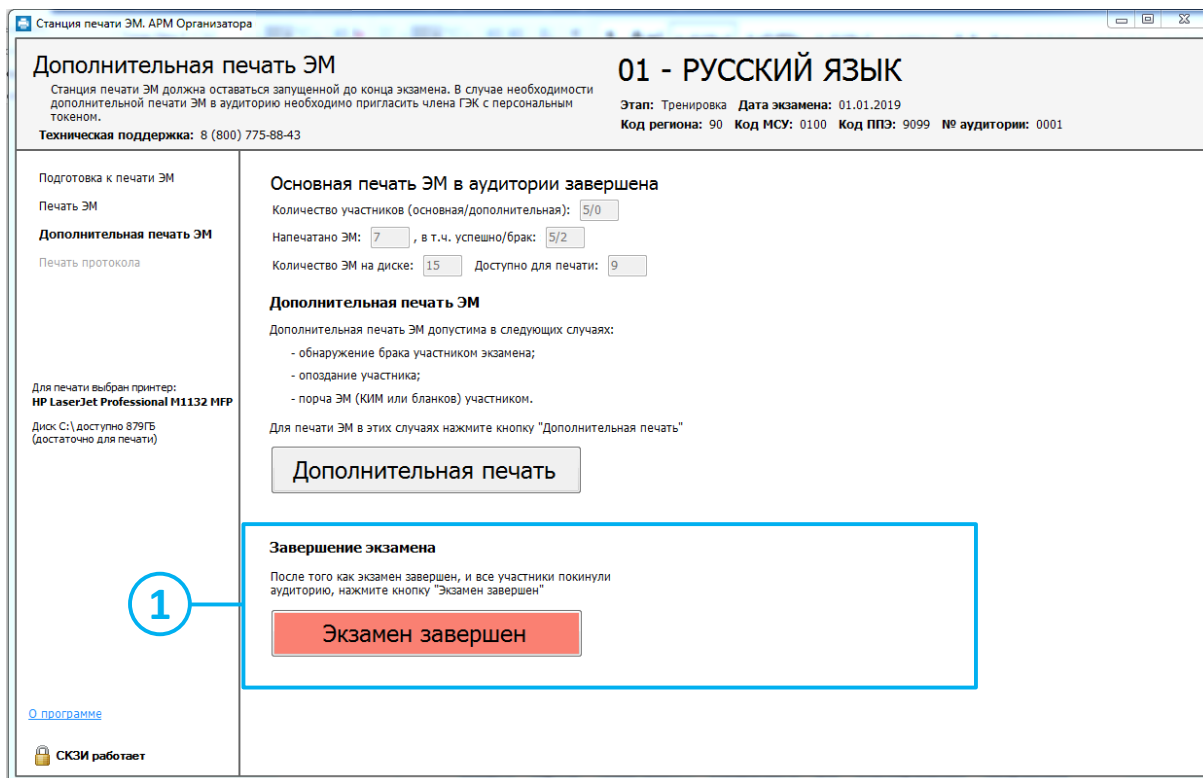 Станция печати ЭМ. АРМ Организатора
Дополнительная печать ЭМ
Станция печати ЭМ должна оставаться запущенной до конца экзамена. В случае необходимости
дополнительной печати ЭМ в аудиторию необходимо пригласить члена ГЭК с персональным
токеном.
Техническая поддержка: 8 (800) 775-88-43
01 - РУССКИЙ ЯЗЫК
Этап: Тренировка Дата экзамена: 01.01.2019
Код региона: 90 Код МСУ: 0100 Код ППЭ: 9099 № аудитории: 0001
Подготовка к печати ЭМ
Печать ЭМ
Дополнительная печать ЭМ
Печать протокола
Для печати выбран принтер:
HP LaserJet Professional M1132 MFP
Диск C:\ доступно 879ГБ
(достаточно для печати)
О программе
СКЗИ работает
Основная печать ЭМ в аудитории завершена
Количество участников (основная/дополнительная): 5/0
Напечатано ЭМ: 7 , в т.ч. успешно/брак: 5/2
Количество ЭМ на диске: 15 Доступно для печати: 9
Дополнительная печать ЭМ
Дополнительная печать ЭМ допустима в следующих случаях:
- обнаружение брака участником экзамена;
- опоздание участника;
- порча ЭМ (КИМ или бланков) участником.
Для печати ЭМ в этих случаях нажмите кнопку "Дополнительная печать"
Дополнительная печать
1
Завершение экзамена
После того как экзамен завершен, и все участники покинули
аудиторию, нажмите кнопку "Экзамен завершен"
Экзамен завершен